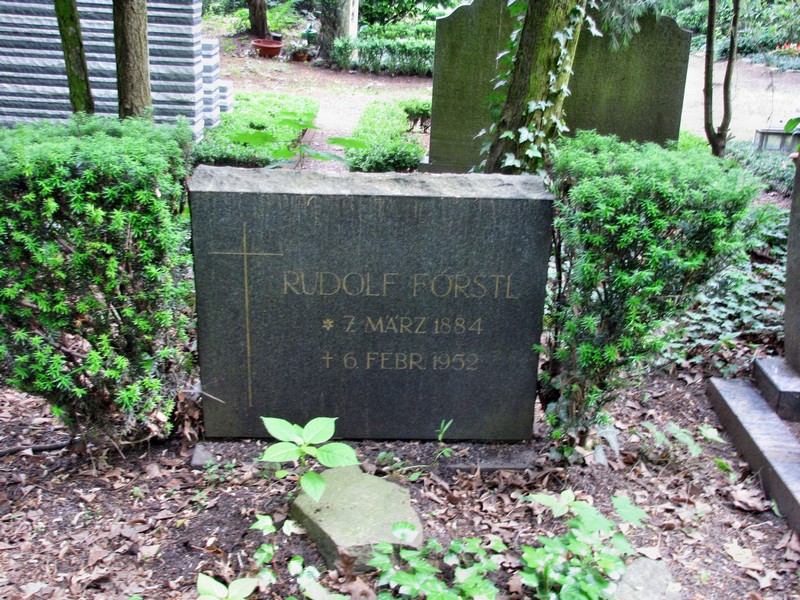 RUDOLF FÖRSTL
* 7. MÄRZ 1884
† 6. FEBR. 1952